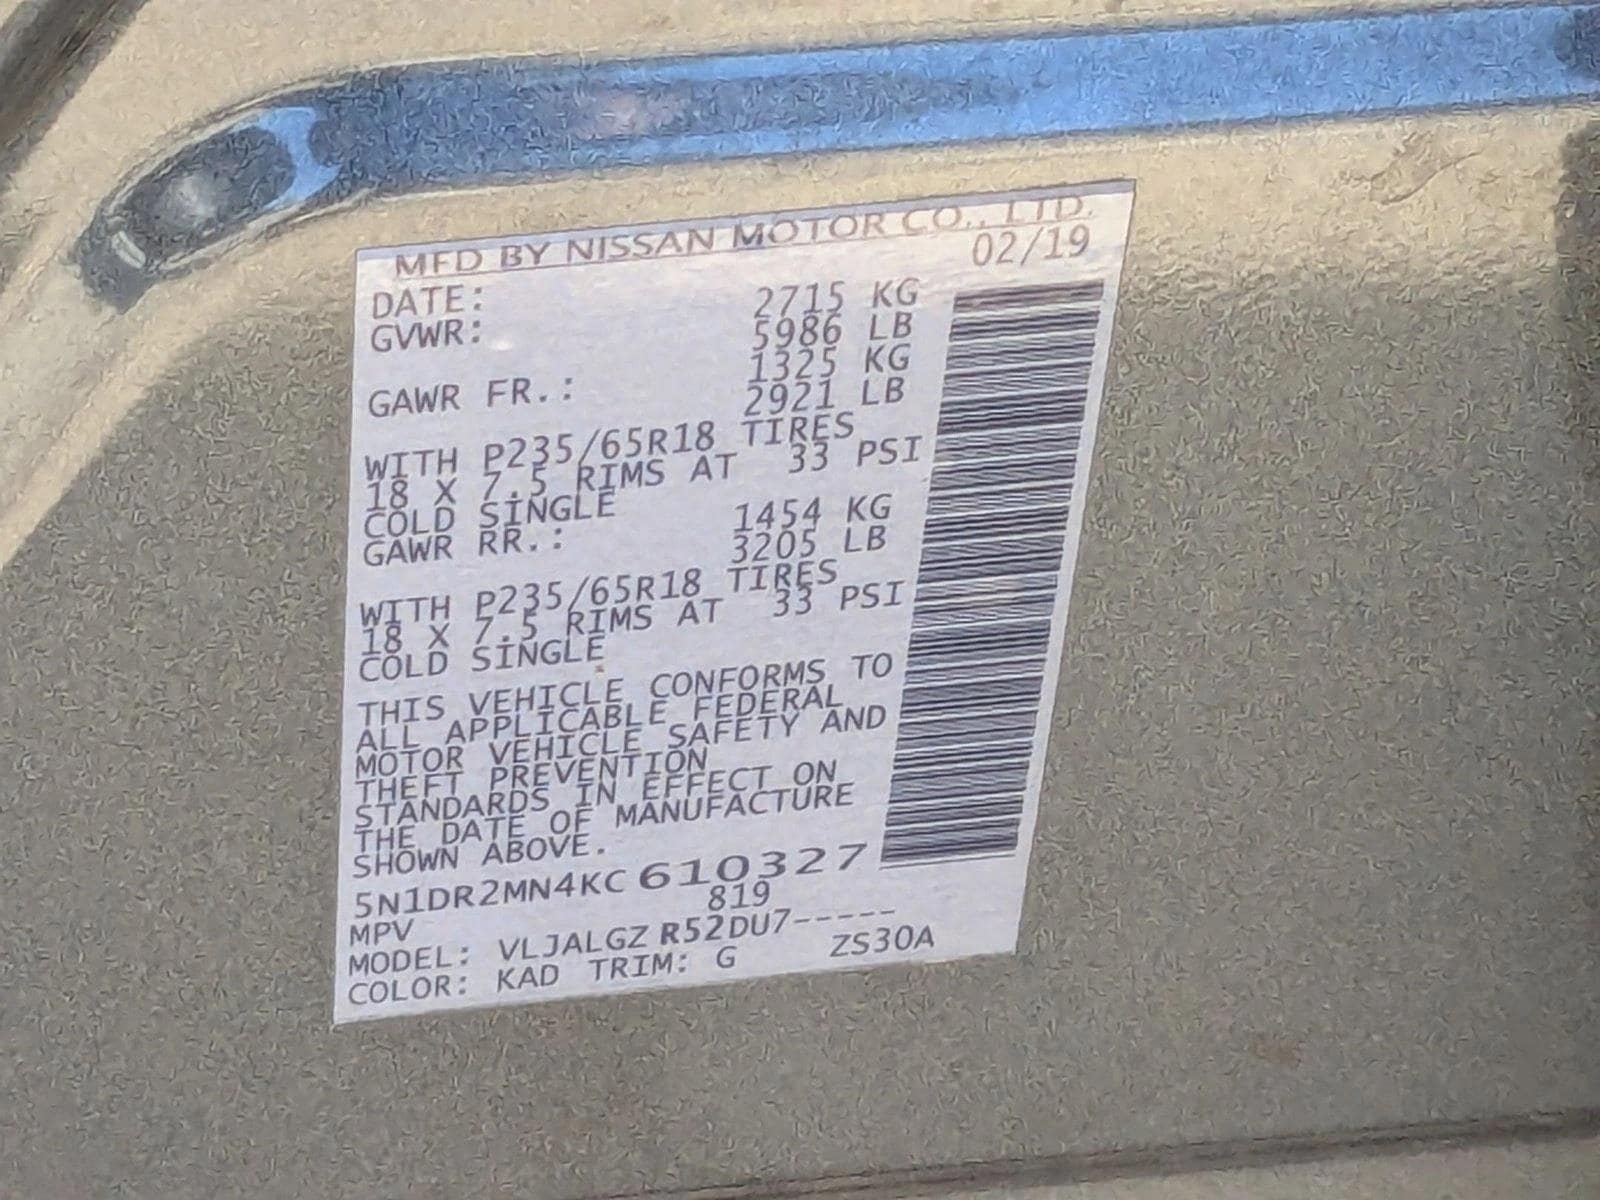 MFD BY NISSAN MOTOR CO., LTD.
DATE: 02/19
GVWR: 2715 KG
5986 LB
GAWR FR.: 1325 KG
2921 LB
WITH P235/65R18 TIRES
18 X 7.5 RIMS AT 33 PSI
COLD SINGLE
GAWR RR.: 1454 KG
3205 LB
WITH P235/65R18 TIRES
18 X 7.5 RIMS AT 33 PSI
COLD SINGLE
THIS VEHICLE CONFORMS TO
ALL APPLICABLE FEDERAL
MOTOR VEHICLE SAFETY AND
THEFT PREVENTION
STANDARDS IN EFFECT ON
THE DATE OF MANUFACTURE
SHOWN ABOVE.
5N1DR2MN4KC610327
MPV 819
MODEL: VLJALGZ R52DU7-----
COLOR: KAD TRIM: G ZS30A